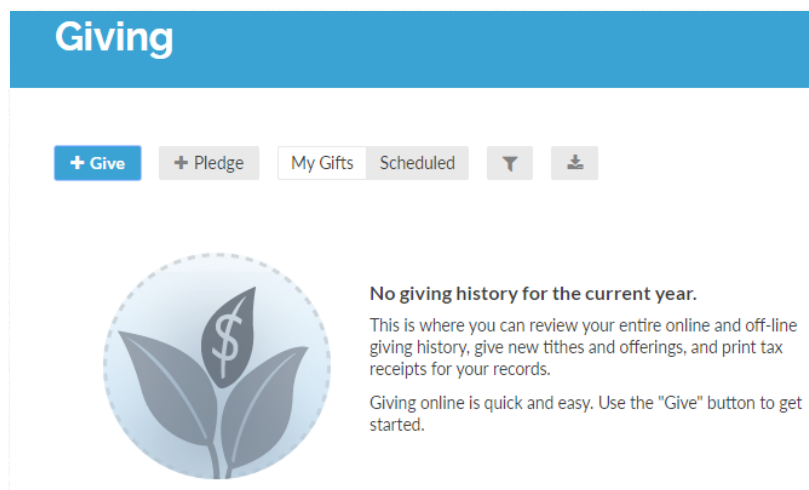 Giving
+ Give + Pledge My Gifts Scheduled
$
No giving history for the current year.
This is where you can review your entire online and off-line
giving history, give new tithes and offerings, and print tax
receipts for your records.
Giving online is quick and easy. Use the "Give" button to get
started.